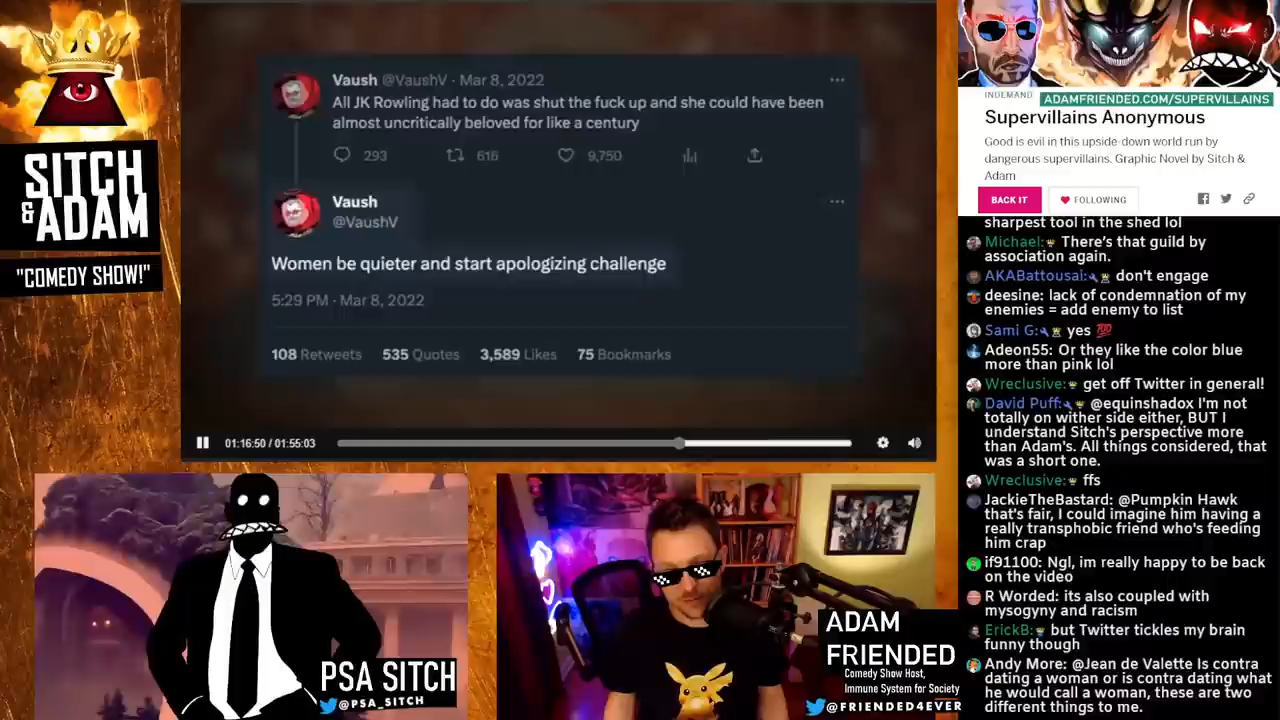 SITCH
& ADAM
"COMEDY SHOW!"
Vaush @VaushV · Mar 8, 2022
All JK Rowling had to do was shut the fuck up and she could have been
almost uncritically beloved for like a century
293 616 9,750
Vaush
@VaushV
Women be quieter and start apologizing challenge
5:29 PM · Mar 8, 2022
108 Retweets 535 Quotes 3,589 Likes 75 Bookmarks
01:16:50 / 01:55:03
PSA SITCH
@PSA_SITCH
ADAM
FRIENDED
Comedy Show Host,
Immune System for Society
@FRIENDED4EVER
INDEMAND
ADAMFRIENDED.COM/SUPERVILLAINS
Supervillains Anonymous
Good is evil in this upside-down world run by
dangerous supervillains. Graphic Novel by Sitch &
Adam
BACK IT
FOLLOWING
sharpest tool in the shed lol
Michael: There's that guild by
association again.
AKABattousai: don't engage
deesine: lack of condemnation of my
enemies = add enemy to list
Sami G: yes 💯
Adeon55: Or they like the color blue
more than pink lol
Wreclusive: get off Twitter in general!
David Puff: @equinshadox I'm not
totally on wither side either, BUT I
understand Sitch's perspective more
than Adam's. All things considered, that
was a short one.
Wreclusive: ffs
JackieTheBastard: @Pumpkin Hawk
that's fair, I could imagine him having a
really transphobic friend who's feeding
him crap
if91100: Ngl, im really happy to be back
on the video
R Worded: its also coupled with
mysogyny and racism
ErickB: but Twitter tickles my brain
funny though
Andy More: @Jean de Valette Is contra
dating a woman or is contra dating what
he would call a woman, these are two
different things to me.